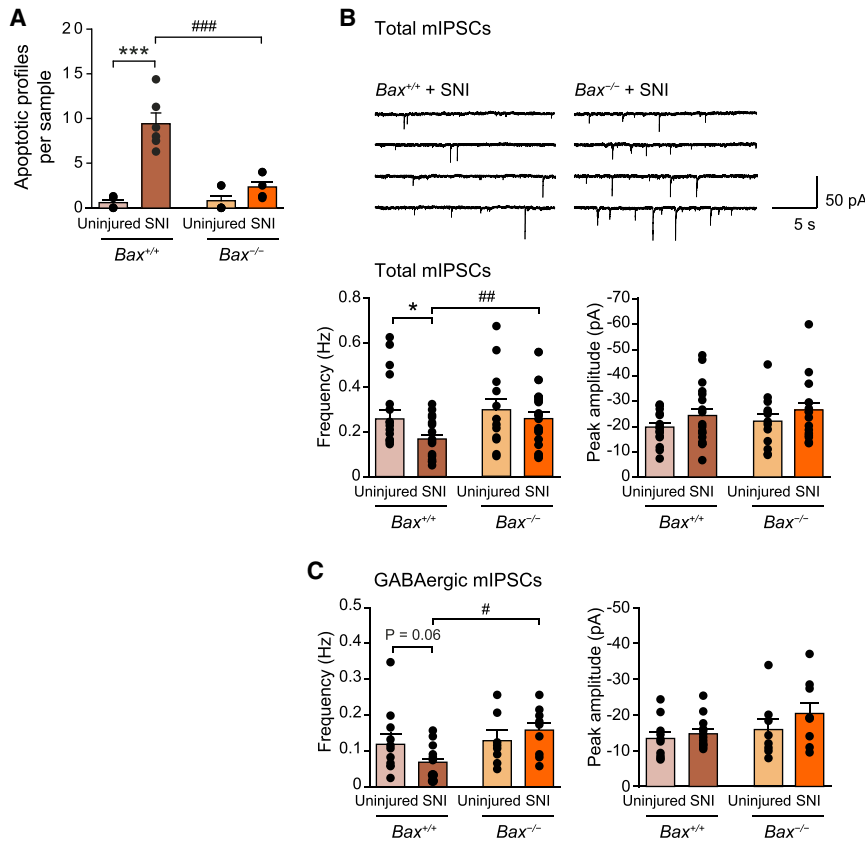 A
Apoptotic profiles
per sample
20
15
10
5
0
***
###
Uninjured SNI
Uninjured SNI
Bax+/+
Bax−/−
B
Total mIPSCs
Bax+/+ + SNI
Bax−/− + SNI
50 pA
5 s
Total mIPSCs
Frequency (Hz)
0.8
0.6
0.4
0.2
0
*
##
Uninjured SNI
Uninjured SNI
Bax+/+
Bax−/−
Peak amplitude (pA)
-70
-60
-50
-40
-30
-20
-10
0
Uninjured SNI
Uninjured SNI
Bax+/+
Bax−/−
C
GABAergic mIPSCs
Frequency (Hz)
0.5
0.4
0.3
0.2
0.1
0
P = 0.06
#
Uninjured SNI
Uninjured SNI
Bax+/+
Bax−/−
Peak amplitude (pA)
-50
-40
-30
-20
-10
0
Uninjured SNI
Uninjured SNI
Bax+/+
Bax−/−